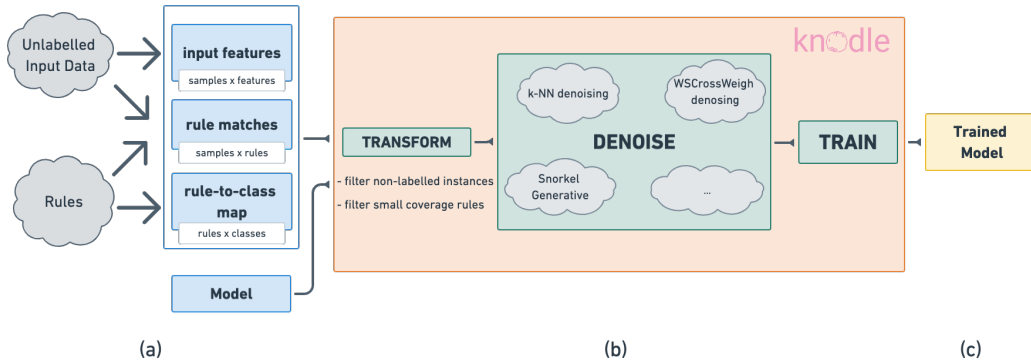 Unlabelled
Input Data
Rules
input features
samples x features
rule matches
samples x rules
rule-to-class
map
rules x classes
Model
knodle
TRANSFORM
- filter non-labelled instances
- filter small coverage rules
k-NN denoising
WSCrossWeigh
denosing
DENOISE
Snorkel
Generative
...
TRAIN
Trained
Model
(a)
(b)
(c)